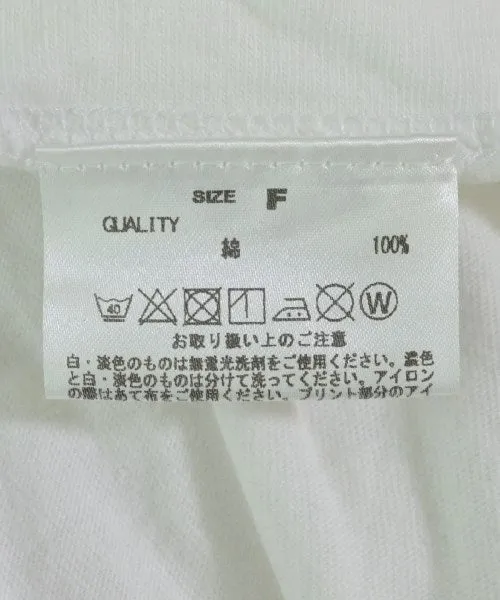 SIZE F
QUALITY
綿 100%
40 W
お取り扱い上のご注意
白・淡色のものは無蛍光洗剤をご使用ください。濃色
と白・淡色のものは分けて洗ってください。アイロン
の際はあて布をご使用ください。プリント部分のアイ